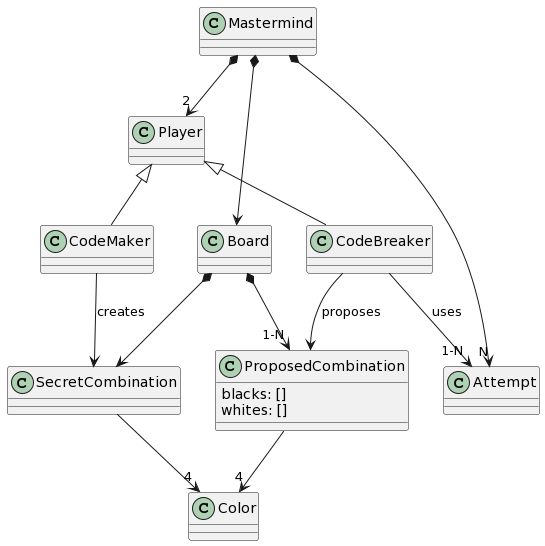 C Mastermind
2
C Player
C CodeMaker
C Board
C CodeBreaker
creates
proposes
uses
1-N
1-N
N
C SecretCombination
C ProposedCombination
blacks: []
whites: []
C Attempt
4
4
C Color